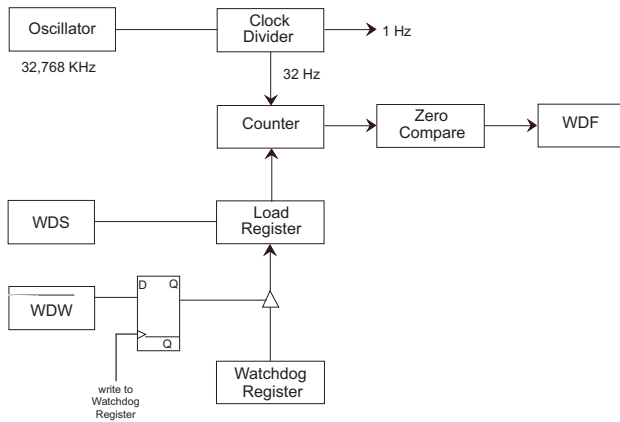 Oscillator
Clock
Divider
1 Hz
32,768 KHz
32 Hz
Counter
Zero
Compare
WDF
WDS
Load
Register
D Q
WDW
Q
Watchdog
Register
write to
Watchdog
Register